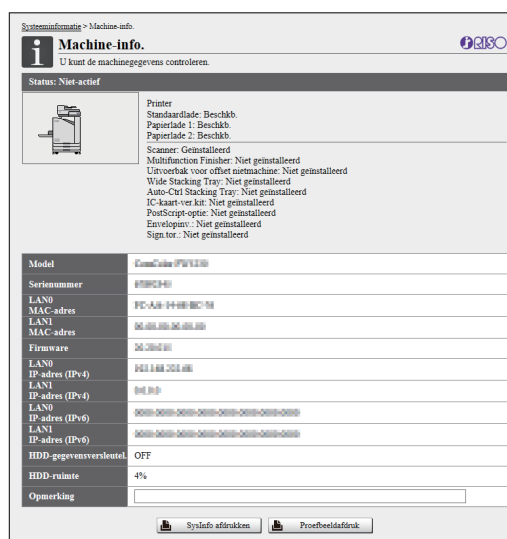 Systeeminformatie > Machine-info.
Machine-info.
RISO
U kunt de machinegegevens controleren.
Status: Niet-actief
Printer
Standaardlade: Beschkb.
Papierlade 1: Beschkb.
Papierlade 2: Beschkb.
Scanner: Geïnstalleerd
Multifunction Finisher: Niet geïnstalleerd
Uitvoerbak voor offset nietmachine: Niet geïnstalleerd
Wide Stacking Tray: Niet geïnstalleerd
Auto-Ctrl Stacking Tray: Niet geïnstalleerd
IC-kaart-ver.kit: Niet geïnstalleerd
PostScript-optie: Niet geïnstalleerd
Envelopinv.: Niet geïnstalleerd
Sign.tor.: Niet geïnstalleerd
Model
Serienummer
LAN0
MAC-adres
LAN1
MAC-adres
Firmware
LAN0
IP-adres (IPv4)
LAN1
IP-adres (IPv4)
LAN0
IP-adres (IPv6)
LAN1
IP-adres (IPv6)
HDD-gegevensversleutel. OFF
HDD-ruimte 4%
Opmerking
SysInfo afdrukken Proefbeeldafdruk